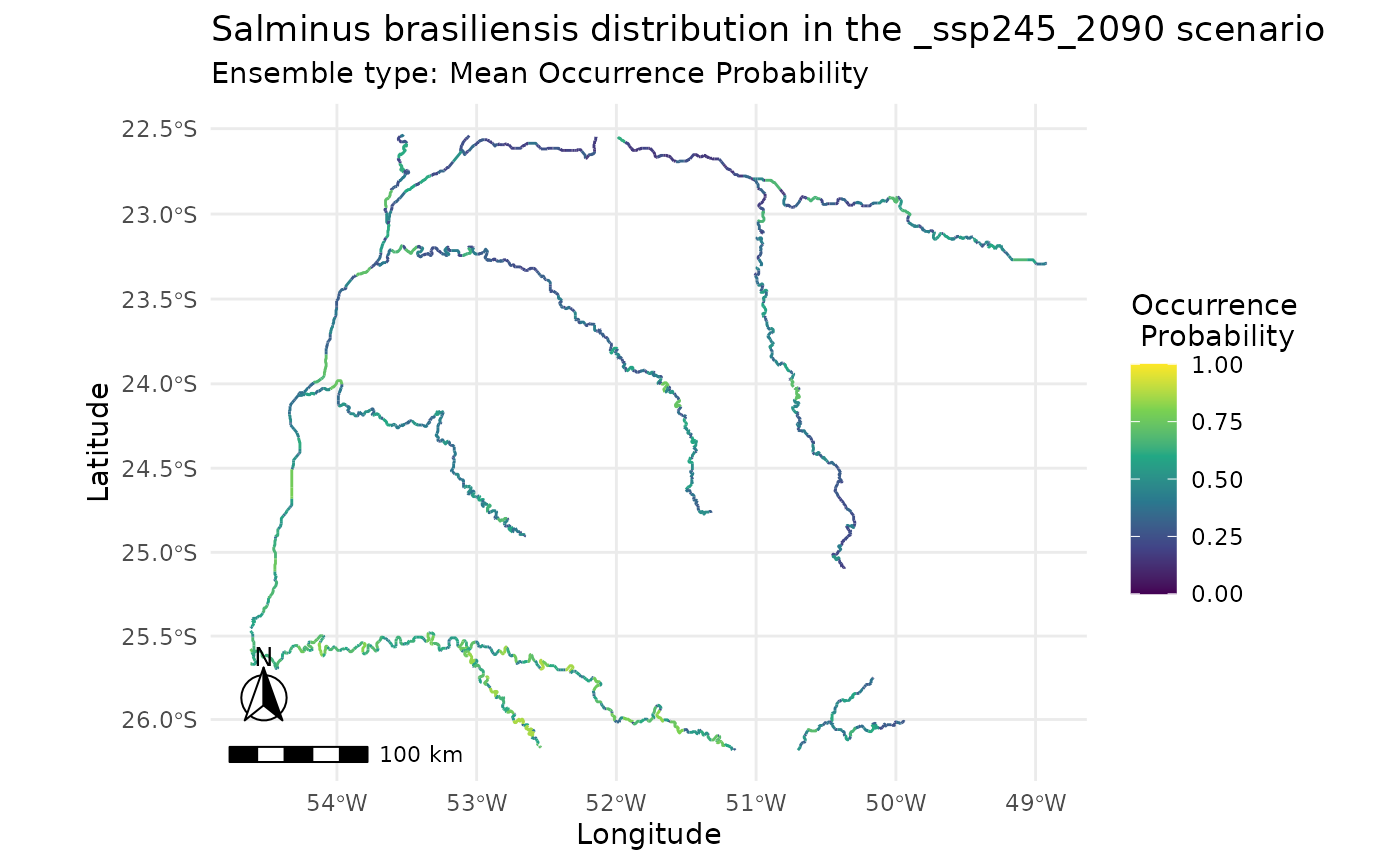 Salminus brasiliensis distribution in the _ssp245_2090 scenario
Ensemble type: Mean Occurrence Probability
22.5°S
23.0°S
23.5°S
24.0°S
24.5°S
25.0°S
25.5°S
26.0°S
Latitude
N
100 km
54°W
53°W
52°W
51°W
50°W
49°W
Longitude
Occurrence
Probability
1.00
0.75
0.50
0.25
0.00